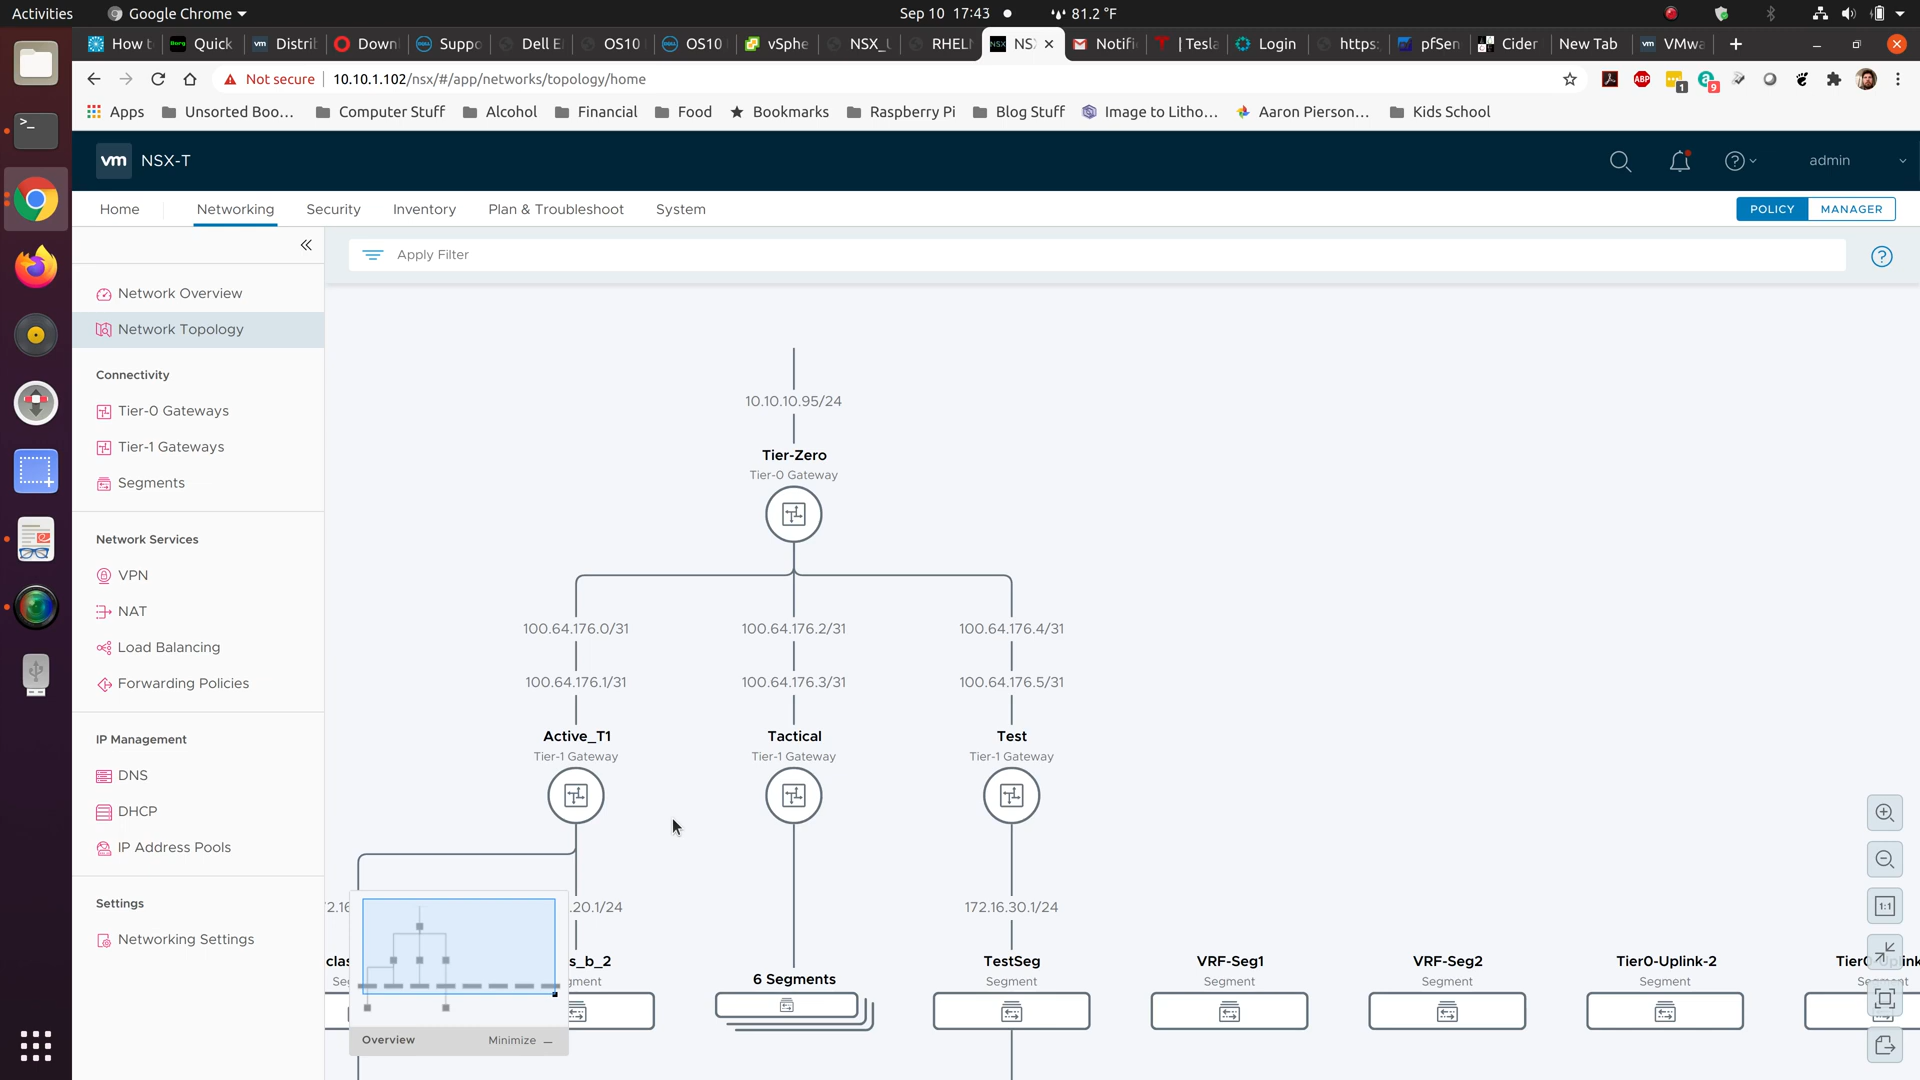 Activities
Google Chrome
Sep 10 17:43
81.2 °F
How t
Quick
Distri
Down
Suppo
Dell E
OS10
OS10
vSphe
NSX_U
RHEL
NS
Notifi
| Tesla
Login
https:
pfSen
Cider
New Tab
VMwa
Not secure
10.10.1.102/nsx/#/app/networks/topology/home
ABP
1
9
Apps
Unsorted Boo...
Computer Stuff
Alcohol
Financial
Food
Bookmarks
Raspberry Pi
Blog Stuff
Image to Litho...
Aaron Pierson...
Kids School
vm
NSX-T
admin
Home
Networking
Security
Inventory
Plan & Troubleshoot
System
POLICY
MANAGER
Apply Filter
Network Overview
Network Topology
Connectivity
Tier-0 Gateways
Tier-1 Gateways
Segments
Network Services
VPN
NAT
Load Balancing
Forwarding Policies
IP Management
DNS
DHCP
IP Address Pools
Settings
Networking Settings
10.10.10.95/24
Tier-Zero
Tier-0 Gateway
100.64.176.0/31
100.64.176.2/31
100.64.176.4/31
100.64.176.1/31
100.64.176.3/31
100.64.176.5/31
Active_T1
Tactical
Test
Tier-1 Gateway
Tier-1 Gateway
Tier-1 Gateway
.20.1/24
172.16.30.1/24
s_b_2
6 Segments
TestSeg
Segment
VRF-Seg1
Segment
VRF-Seg2
Segment
Tier0-Uplink-2
Segment
1:1
Overview
Minimize